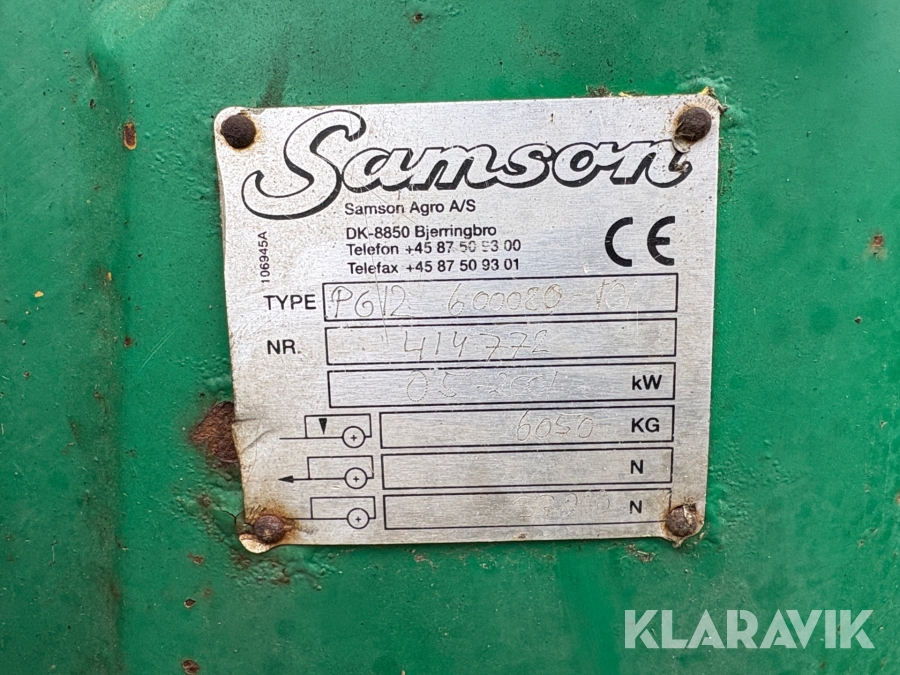 Samson
Samson Agro A/S
DK-8850 Bjerringbro
Telefon +45 87 50 93 00
Telefax +45 87 50 93 01
106945A
TYPE PG12 600080
NR. 414772
kW
6050 KG
N
N
KLARAVIK